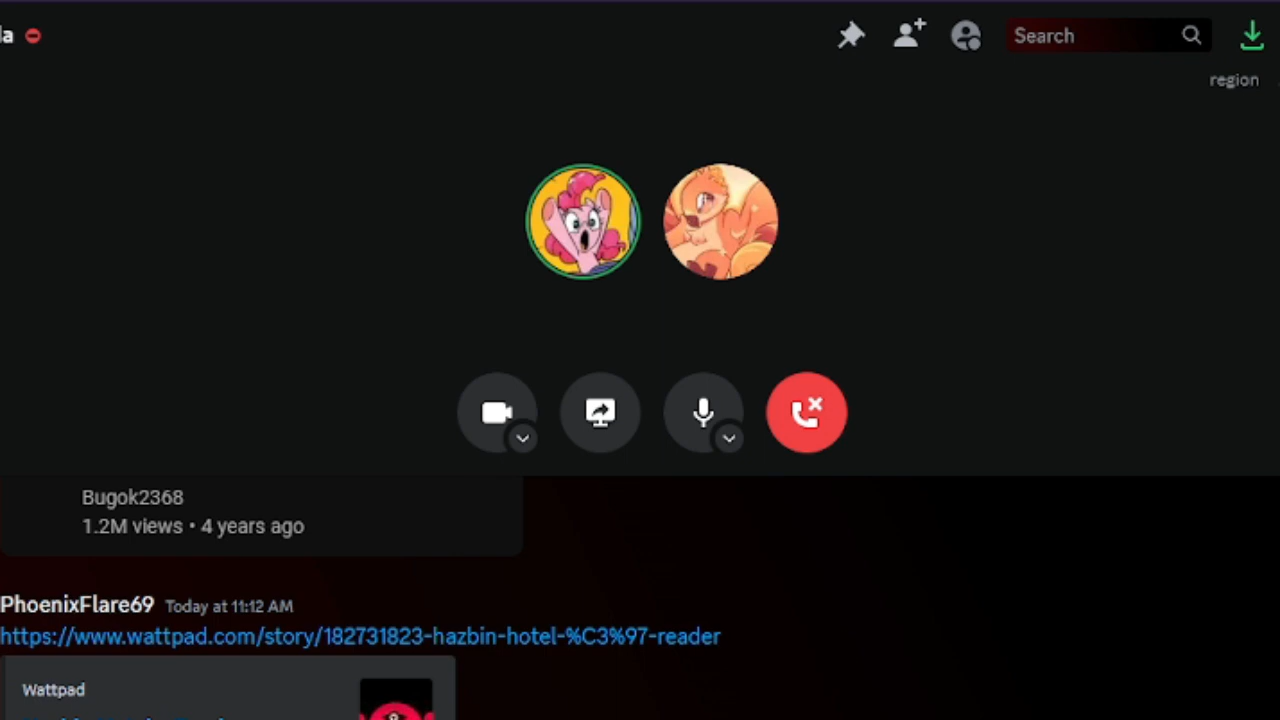 la
Search
region
Bugok2368
1.2M views • 4 years ago
PhoenixFlare69 Today at 11:12 AM
https://www.wattpad.com/story/182731823-hazbin-hotel-%C3%97-reader
Wattpad